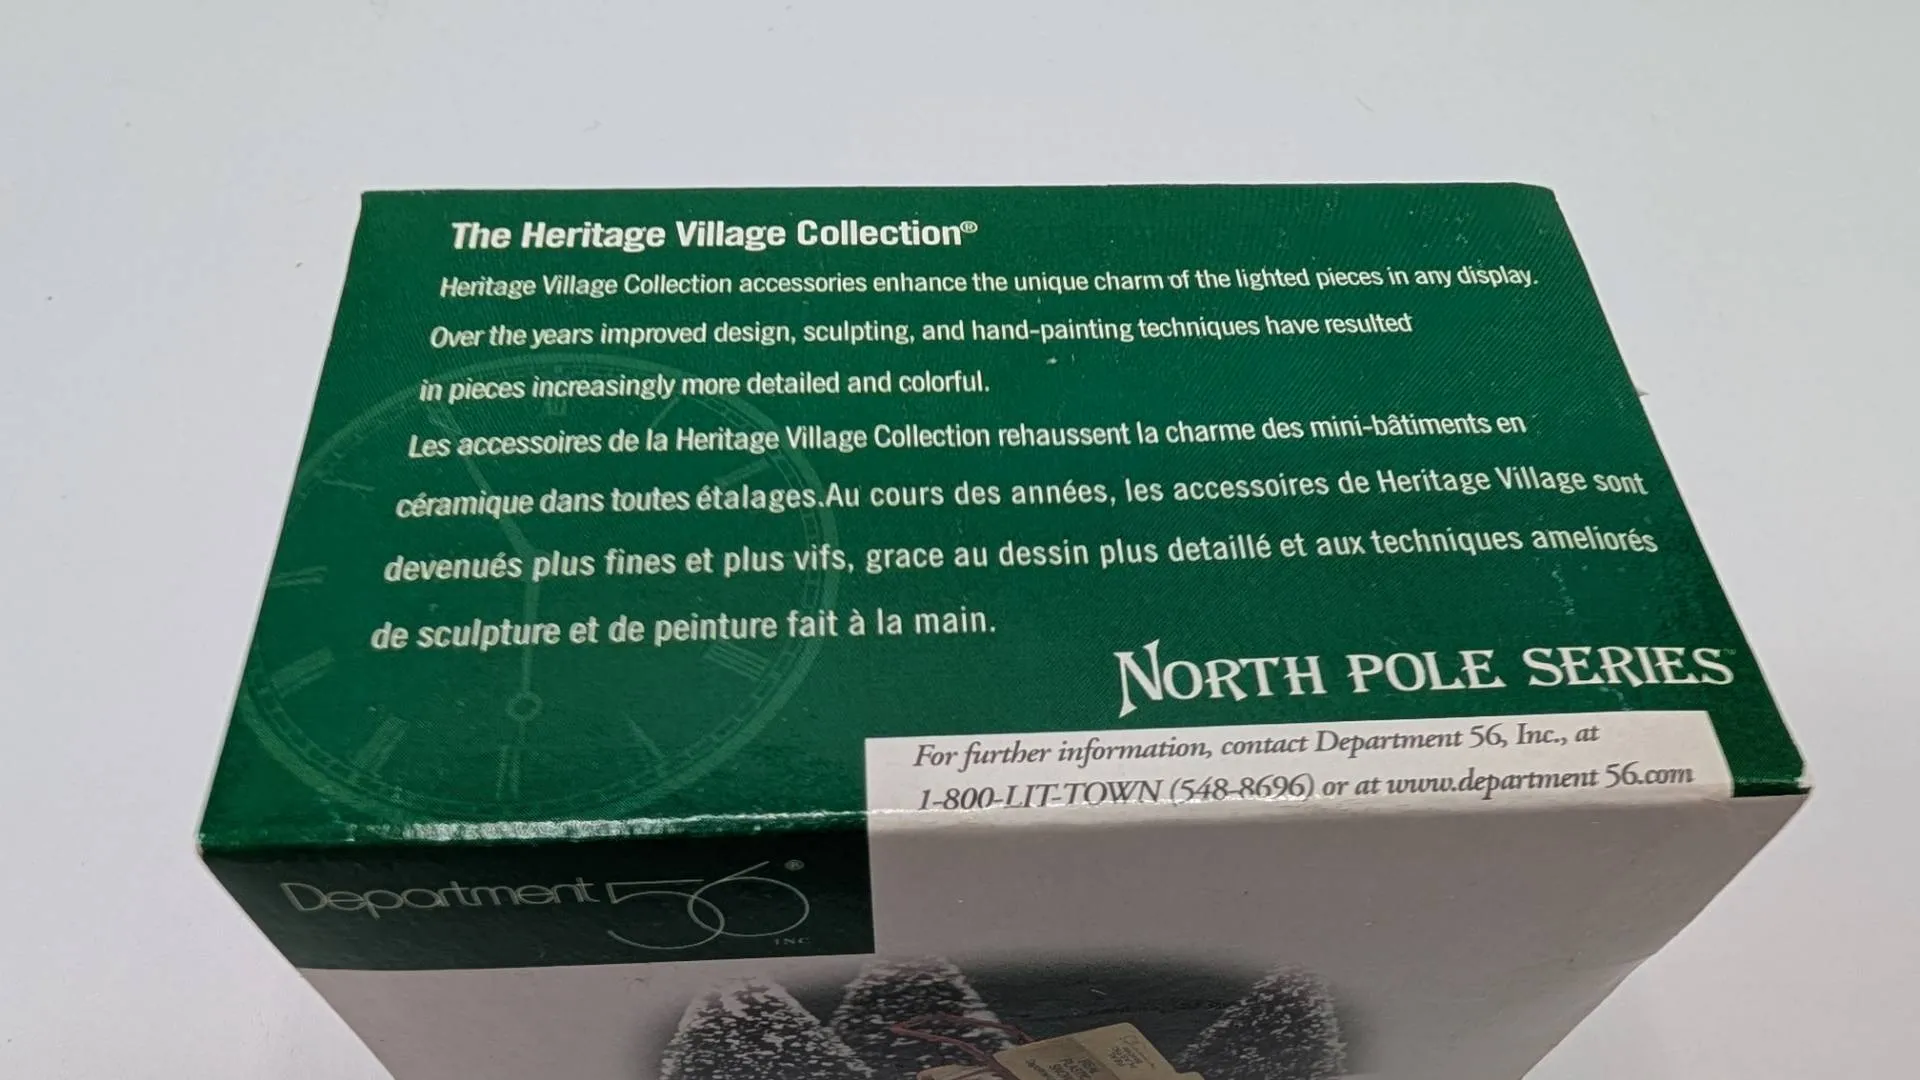 The Heritage Village Collection®
Heritage Village Collection accessories enhance the unique charm of the lighted pieces in any display.
Over the years improved design, sculpting, and hand-painting techniques have resulted
in pieces increasingly more detailed and colorful.
Les accessoires de la Heritage Village Collection rehaussent la charme des mini-bâtiments en
céramique dans toutes étalages.Au cours des années, les accessoires de Heritage Village sont
devenués plus fines et plus vifs, grace au dessin plus detaillé et aux techniques ameliorés
de sculpture et de peinture fait à la main.
NORTH POLE SERIES™
For further information, contact Department 56, Inc., at
1-800-LIT-TOWN (548-8696) or at www.department 56.com
Department 56®
INC.